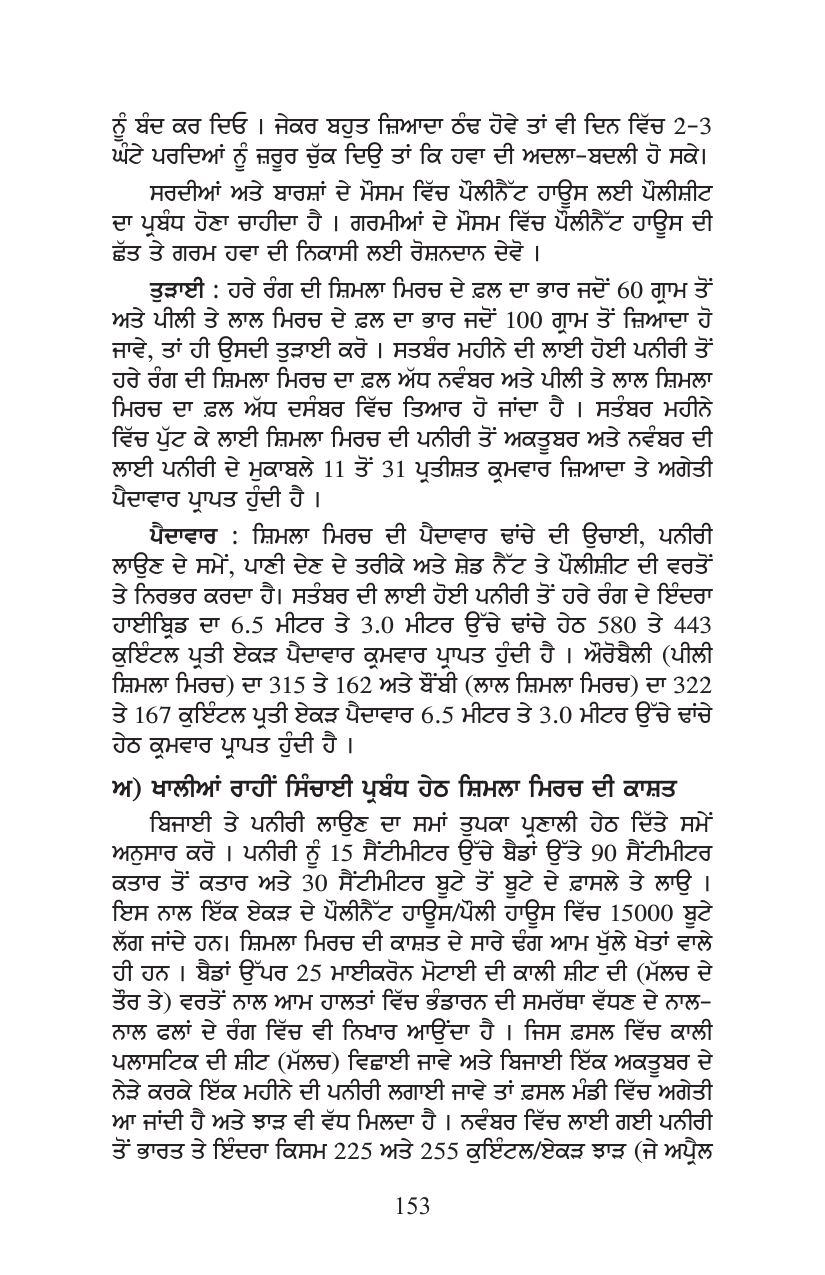 ਨੂੰ ਬੰਦ ਕਰ ਦਿਓ । ਜੇਕਰ ਬਹੁਤ ਜ਼ਿਆਦਾ ਠੰਢ ਹੋਵੇ ਤਾਂ ਵੀ ਦਿਨ ਵਿੱਚ 2-3
ਘੰਟੇ ਪਰਦਿਆਂ ਨੂੰ ਜ਼ਰੂਰ ਚੁੱਕ ਦਿਉ ਤਾਂ ਕਿ ਹਵਾ ਦੀ ਅਦਲਾ-ਬਦਲੀ ਹੋ ਸਕੇ।
ਸਰਦੀਆਂ ਅਤੇ ਬਾਰਸ਼ਾਂ ਦੇ ਮੌਸਮ ਵਿੱਚ ਪੌਲੀਨੈੱਟ ਹਾਊਸ ਲਈ ਪੌਲੀਸ਼ੀਟ
ਦਾ ਪ੍ਰਬੰਧ ਹੋਣਾ ਚਾਹੀਦਾ ਹੈ । ਗਰਮੀਆਂ ਦੇ ਮੌਸਮ ਵਿੱਚ ਪੌਲੀਨੈੱਟ ਹਾਊਸ ਦੀ
ਛੱਤ ਤੇ ਗਰਮ ਹਵਾ ਦੀ ਨਿਕਾਸੀ ਲਈ ਰੋਸ਼ਨਦਾਨ ਦੇਵੋ ।
ਤੁੜਾਈ : ਹਰੇ ਰੰਗ ਦੀ ਸ਼ਿਮਲਾ ਮਿਰਚ ਦੇ ਫ਼ਲ ਦਾ ਭਾਰ ਜਦੋਂ 60 ਗ੍ਰਾਮ ਤੋਂ
ਅਤੇ ਪੀਲੀ ਤੇ ਲਾਲ ਮਿਰਚ ਦੇ ਫ਼ਲ ਦਾ ਭਾਰ ਜਦੋਂ 100 ਗ੍ਰਾਮ ਤੋਂ ਜ਼ਿਆਦਾ ਹੋ
ਜਾਵੇ, ਤਾਂ ਹੀ ਉਸਦੀ ਤੁੜਾਈ ਕਰੋ । ਸਤਬੰਰ ਮਹੀਨੇ ਦੀ ਲਾਈ ਹੋਈ ਪਨੀਰੀ ਤੋਂ
ਹਰੇ ਰੰਗ ਦੀ ਸ਼ਿਮਲਾ ਮਿਰਚ ਦਾ ਫ਼ਲ ਅੱਧ ਨਵੰਬਰ ਅਤੇ ਪੀਲੀ ਤੇ ਲਾਲ ਸ਼ਿਮਲਾ
ਮਿਰਚ ਦਾ ਫ਼ਲ ਅੱਧ ਦਸੰਬਰ ਵਿੱਚ ਤਿਆਰ ਹੋ ਜਾਂਦਾ ਹੈ । ਸਤੰਬਰ ਮਹੀਨੇ
ਵਿੱਚ ਪੁੱਟ ਕੇ ਲਾਈ ਸ਼ਿਮਲਾ ਮਿਰਚ ਦੀ ਪਨੀਰੀ ਤੋਂ ਅਕਤੂਬਰ ਅਤੇ ਨਵੰਬਰ ਦੀ
ਲਾਈ ਪਨੀਰੀ ਦੇ ਮੁਕਾਬਲੇ 11 ਤੋਂ 31 ਪ੍ਰਤੀਸ਼ਤ ਕ੍ਰਮਵਾਰ ਜ਼ਿਆਦਾ ਤੇ ਅਗੇਤੀ
ਪੈਦਾਵਾਰ ਪ੍ਰਾਪਤ ਹੁੰਦੀ ਹੈ ।
ਪੈਦਾਵਾਰ : ਸ਼ਿਮਲਾ ਮਿਰਚ ਦੀ ਪੈਦਾਵਾਰ ਢਾਂਚੇ ਦੀ ਉਚਾਈ, ਪਨੀਰੀ
ਲਾਉਣ ਦੇ ਸਮੇਂ, ਪਾਣੀ ਦੇਣ ਦੇ ਤਰੀਕੇ ਅਤੇ ਸ਼ੇਡ ਨੈੱਟ ਤੇ ਪੌਲੀਸ਼ੀਟ ਦੀ ਵਰਤੋਂ
ਤੇ ਨਿਰਭਰ ਕਰਦਾ ਹੈ। ਸਤੰਬਰ ਦੀ ਲਾਈ ਹੋਈ ਪਨੀਰੀ ਤੋਂ ਹਰੇ ਰੰਗ ਦੇ ਇੰਦਰਾ
ਹਾਈਬ੍ਰਿਡ ਦਾ 6.5 ਮੀਟਰ ਤੇ 3.0 ਮੀਟਰ ਉੱਚੇ ਢਾਂਚੇ ਹੇਠ 580 ਤੇ 443
ਕੁਇੰਟਲ ਪ੍ਰਤੀ ਏਕੜ ਪੈਦਾਵਾਰ ਕ੍ਰਮਵਾਰ ਪ੍ਰਾਪਤ ਹੁੰਦੀ ਹੈ । ਔਰੋਬੈਲੀ (ਪੀਲੀ
ਸ਼ਿਮਲਾ ਮਿਰਚ) ਦਾ 315 ਤੇ 162 ਅਤੇ ਬੌਂਬੀ (ਲਾਲ ਸ਼ਿਮਲਾ ਮਿਰਚ) ਦਾ 322
ਤੇ 167 ਕੁਇੰਟਲ ਪ੍ਰਤੀ ਏਕੜ ਪੈਦਾਵਾਰ 6.5 ਮੀਟਰ ਤੇ 3.0 ਮੀਟਰ ਉੱਚੇ ਢਾਂਚੇ
ਹੇਠ ਕ੍ਰਮਵਾਰ ਪ੍ਰਾਪਤ ਹੁੰਦੀ ਹੈ ।
ਅ) ਖਾਲੀਆਂ ਰਾਹੀਂ ਸਿੰਚਾਈ ਪ੍ਰਬੰਧ ਹੇਠ ਸ਼ਿਮਲਾ ਮਿਰਚ ਦੀ ਕਾਸ਼ਤ
ਬਿਜਾਈ ਤੇ ਪਨੀਰੀ ਲਾਉਣ ਦਾ ਸਮਾਂ ਤੁਪਕਾ ਪ੍ਰਣਾਲੀ ਹੇਠ ਦਿੱਤੇ ਸਮੇਂ
ਅਨੁਸਾਰ ਕਰੋ । ਪਨੀਰੀ ਨੂੰ 15 ਸੈਂਟੀਮੀਟਰ ਉੱਚੇ ਬੈਡਾਂ ਉੱਤੇ 90 ਸੈਂਟੀਮੀਟਰ
ਕਤਾਰ ਤੋਂ ਕਤਾਰ ਅਤੇ 30 ਸੈਂਟੀਮੀਟਰ ਬੂਟੇ ਤੋਂ ਬੂਟੇ ਦੇ ਫ਼ਾਸਲੇ ਤੇ ਲਾਉ ।
ਇਸ ਨਾਲ ਇੱਕ ਏਕੜ ਦੇ ਪੌਲੀਨੈੱਟ ਹਾਊਸ/ਪੌਲੀ ਹਾਊਸ ਵਿੱਚ 15000 ਬੂਟੇ
ਲੱਗ ਜਾਂਦੇ ਹਨ। ਸ਼ਿਮਲਾ ਮਿਰਚ ਦੀ ਕਾਸ਼ਤ ਦੇ ਸਾਰੇ ਢੰਗ ਆਮ ਖੁੱਲੇ ਖੇਤਾਂ ਵਾਲੇ
ਹੀ ਹਨ । ਬੈਡਾਂ ਉੱਪਰ 25 ਮਾਈਕਰੋਨ ਮੋਟਾਈ ਦੀ ਕਾਲੀ ਸ਼ੀਟ ਦੀ (ਮੱਲਚ ਦੇ
ਤੌਰ ਤੇ) ਵਰਤੋਂ ਨਾਲ ਆਮ ਹਾਲਤਾਂ ਵਿੱਚ ਭੰਡਾਰਨ ਦੀ ਸਮਰੱਥਾ ਵੱਧਣ ਦੇ ਨਾਲ-
ਨਾਲ ਫਲਾਂ ਦੇ ਰੰਗ ਵਿੱਚ ਵੀ ਨਿਖਾਰ ਆਉਂਦਾ ਹੈ । ਜਿਸ ਫ਼ਸਲ ਵਿੱਚ ਕਾਲੀ
ਪਲਾਸਟਿਕ ਦੀ ਸ਼ੀਟ (ਮੱਲਚ) ਵਿਛਾਈ ਜਾਵੇ ਅਤੇ ਬਿਜਾਈ ਇੱਕ ਅਕਤੂਬਰ ਦੇ
ਨੇੜੇ ਕਰਕੇ ਇੱਕ ਮਹੀਨੇ ਦੀ ਪਨੀਰੀ ਲਗਾਈ ਜਾਵੇ ਤਾਂ ਫ਼ਸਲ ਮੰਡੀ ਵਿੱਚ ਅਗੇਤੀ
ਆ ਜਾਂਦੀ ਹੈ ਅਤੇ ਝਾੜ ਵੀ ਵੱਧ ਮਿਲਦਾ ਹੈ । ਨਵੰਬਰ ਵਿੱਚ ਲਾਈ ਗਈ ਪਨੀਰੀ
ਤੋਂ ਭਾਰਤ ਤੇ ਇੰਦਰਾ ਕਿਸਮ 225 ਅਤੇ 255 ਕੁਇੰਟਲ/ਏਕੜ ਝਾੜ (ਜੇ ਅਪ੍ਰੈਲ
153